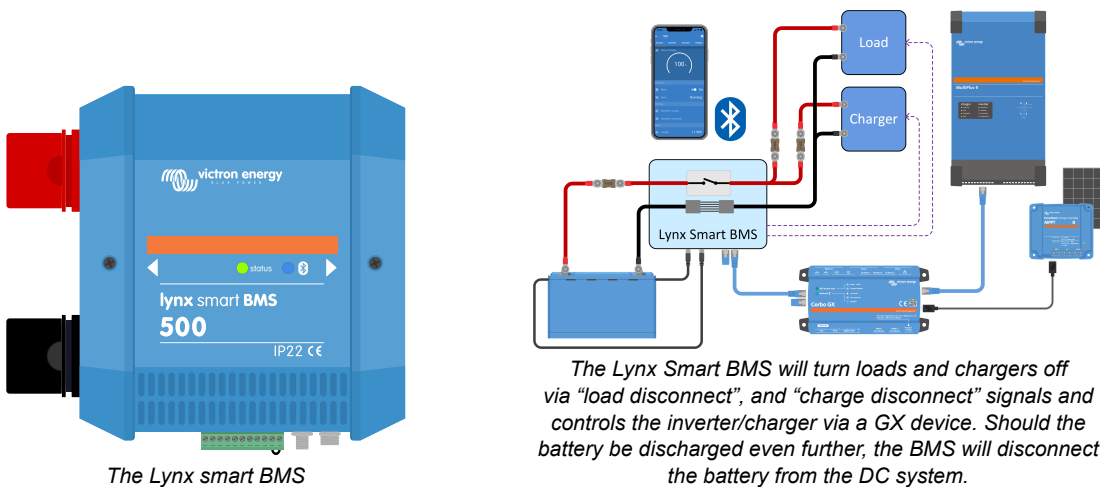 victron energy
BLUE POWER
status
lynx smart BMS
500
IP22 CE
The Lynx smart BMS
100
Load
Charger
Lynx Smart BMS
MultiPlus-II
Cerbo GX
MPPT
The Lynx Smart BMS will turn loads and chargers off
via “load disconnect”, and “charge disconnect” signals and
controls the inverter/charger via a GX device. Should the
battery be discharged even further, the BMS will disconnect
the battery from the DC system.